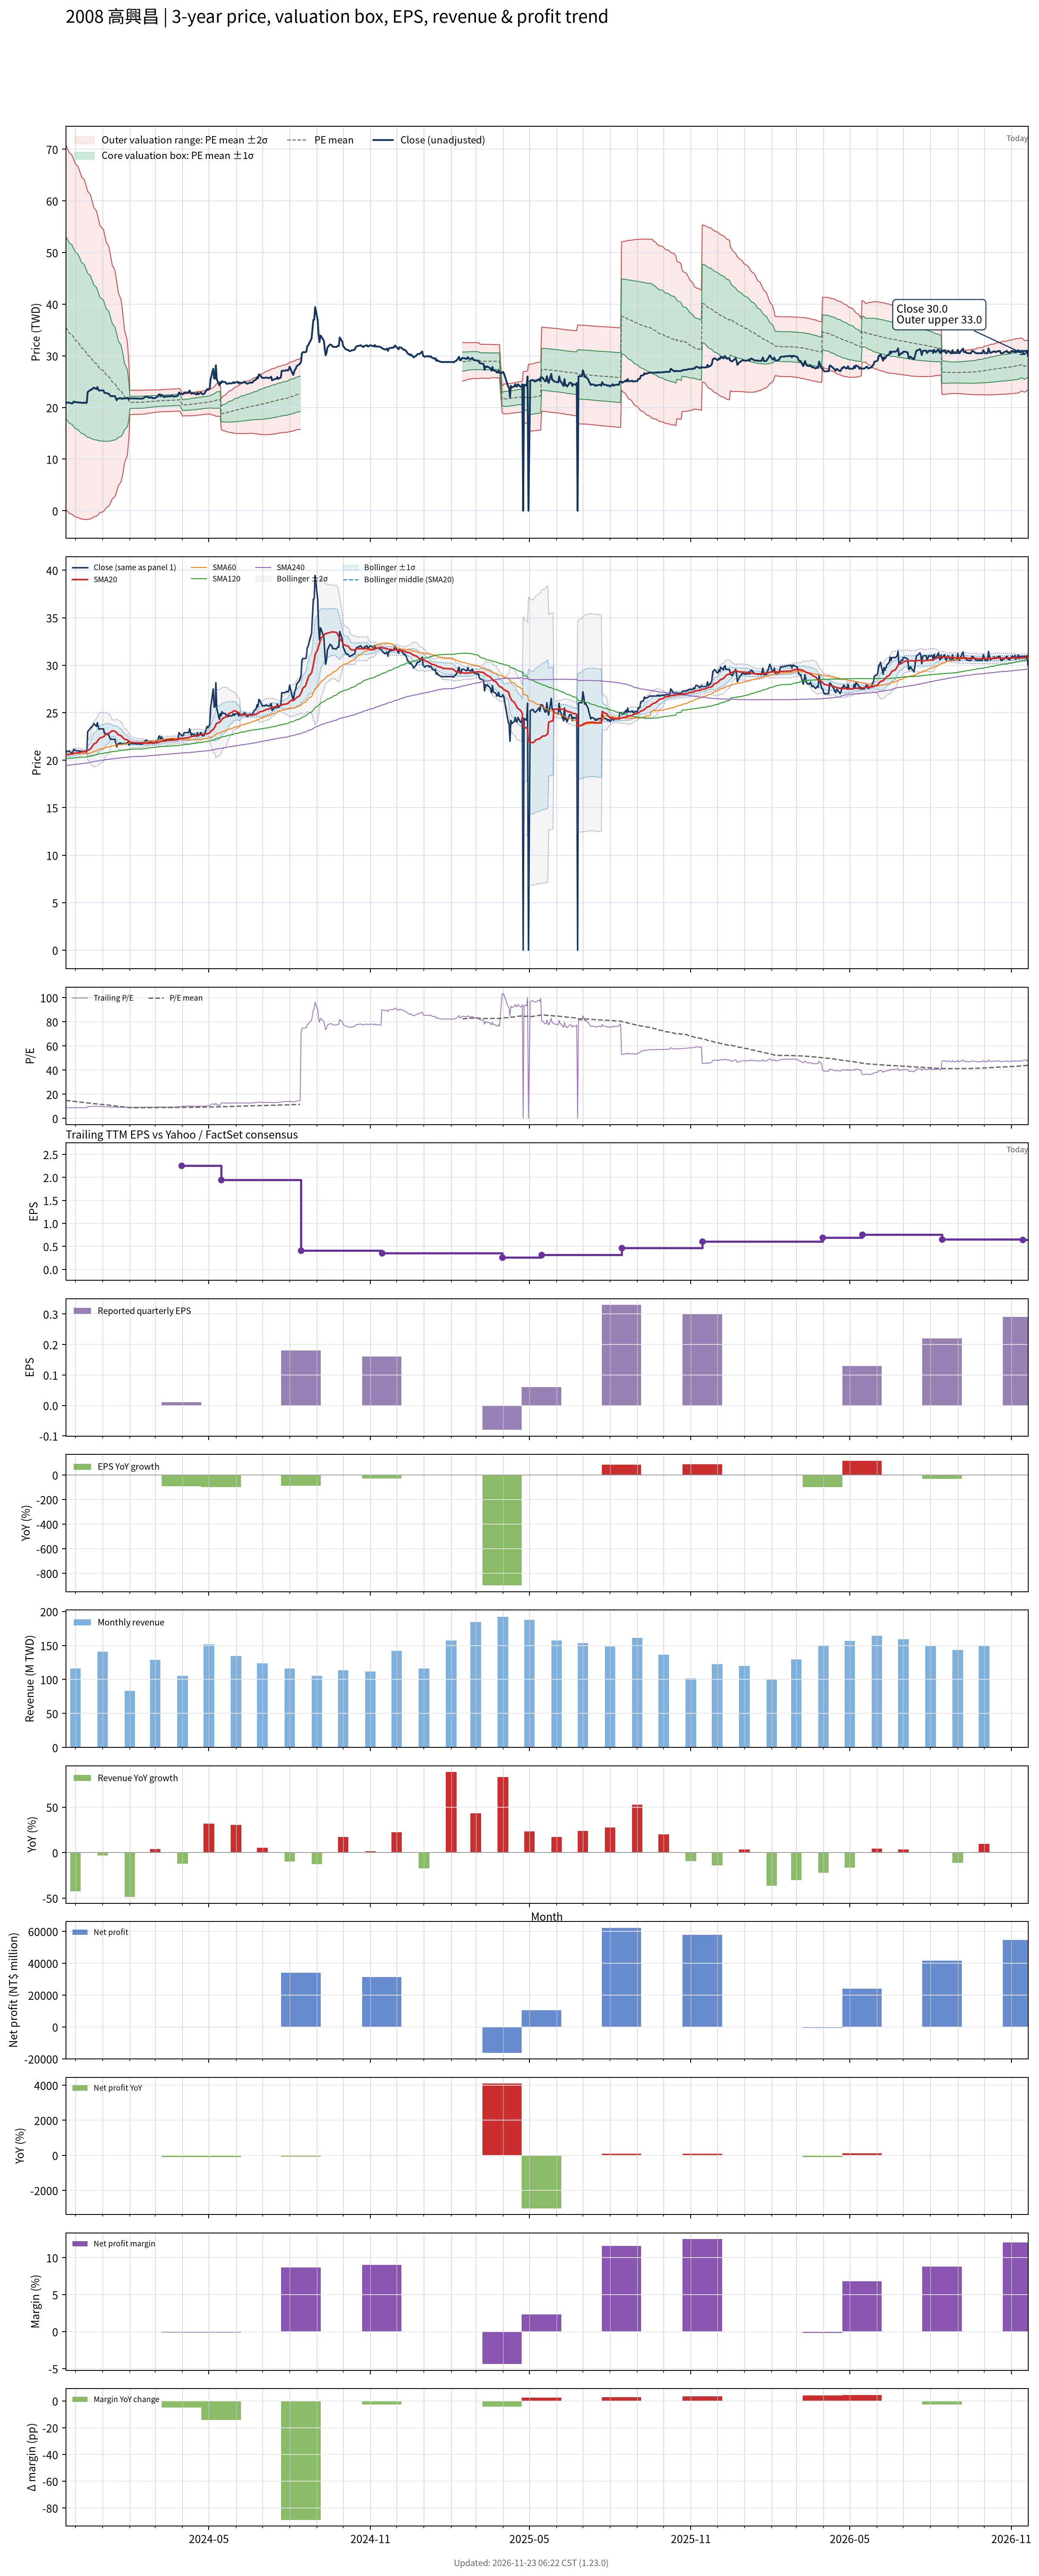 2008 高興昌 | 3-year price, valuation box, EPS, revenue & profit trend
Outer valuation range: PE mean ±2σ
PE mean
Close (unadjusted)
Core valuation box: PE mean ±1σ
Today
70
60
50
40
30
20
10
0
Price (TWD)
Close 30.0
Outer upper 33.0
Close (same as panel 1)
SMA60
SMA240
Bollinger ±1σ
SMA20
SMA120
Bollinger ±2σ
Bollinger middle (SMA20)
40
35
30
25
20
15
10
5
0
Price
Trailing P/E
P/E mean
100
80
60
40
20
0
P/E
Trailing TTM EPS vs Yahoo / FactSet consensus
Today
2.5
2.0
1.5
1.0
0.5
0.0
EPS
Reported quarterly EPS
0.3
0.2
0.1
0.0
-0.1
EPS
EPS YoY growth
0
-200
-400
-600
-800
YoY (%)
Monthly revenue
200
150
100
50
0
Revenue (M TWD)
Revenue YoY growth
50
0
-50
YoY (%)
Month
Net profit
60000
40000
20000
0
-20000
Net profit (NT$ million)
Net profit YoY
4000
2000
0
-2000
YoY (%)
Net profit margin
10
5
0
-5
Margin (%)
Margin YoY change
0
-20
-40
-60
-80
Δ margin (pp)
2024-05
2024-11
2025-05
2025-11
2026-05
2026-11
Updated: 2026-11-23 06:22 CST (1.23.0)